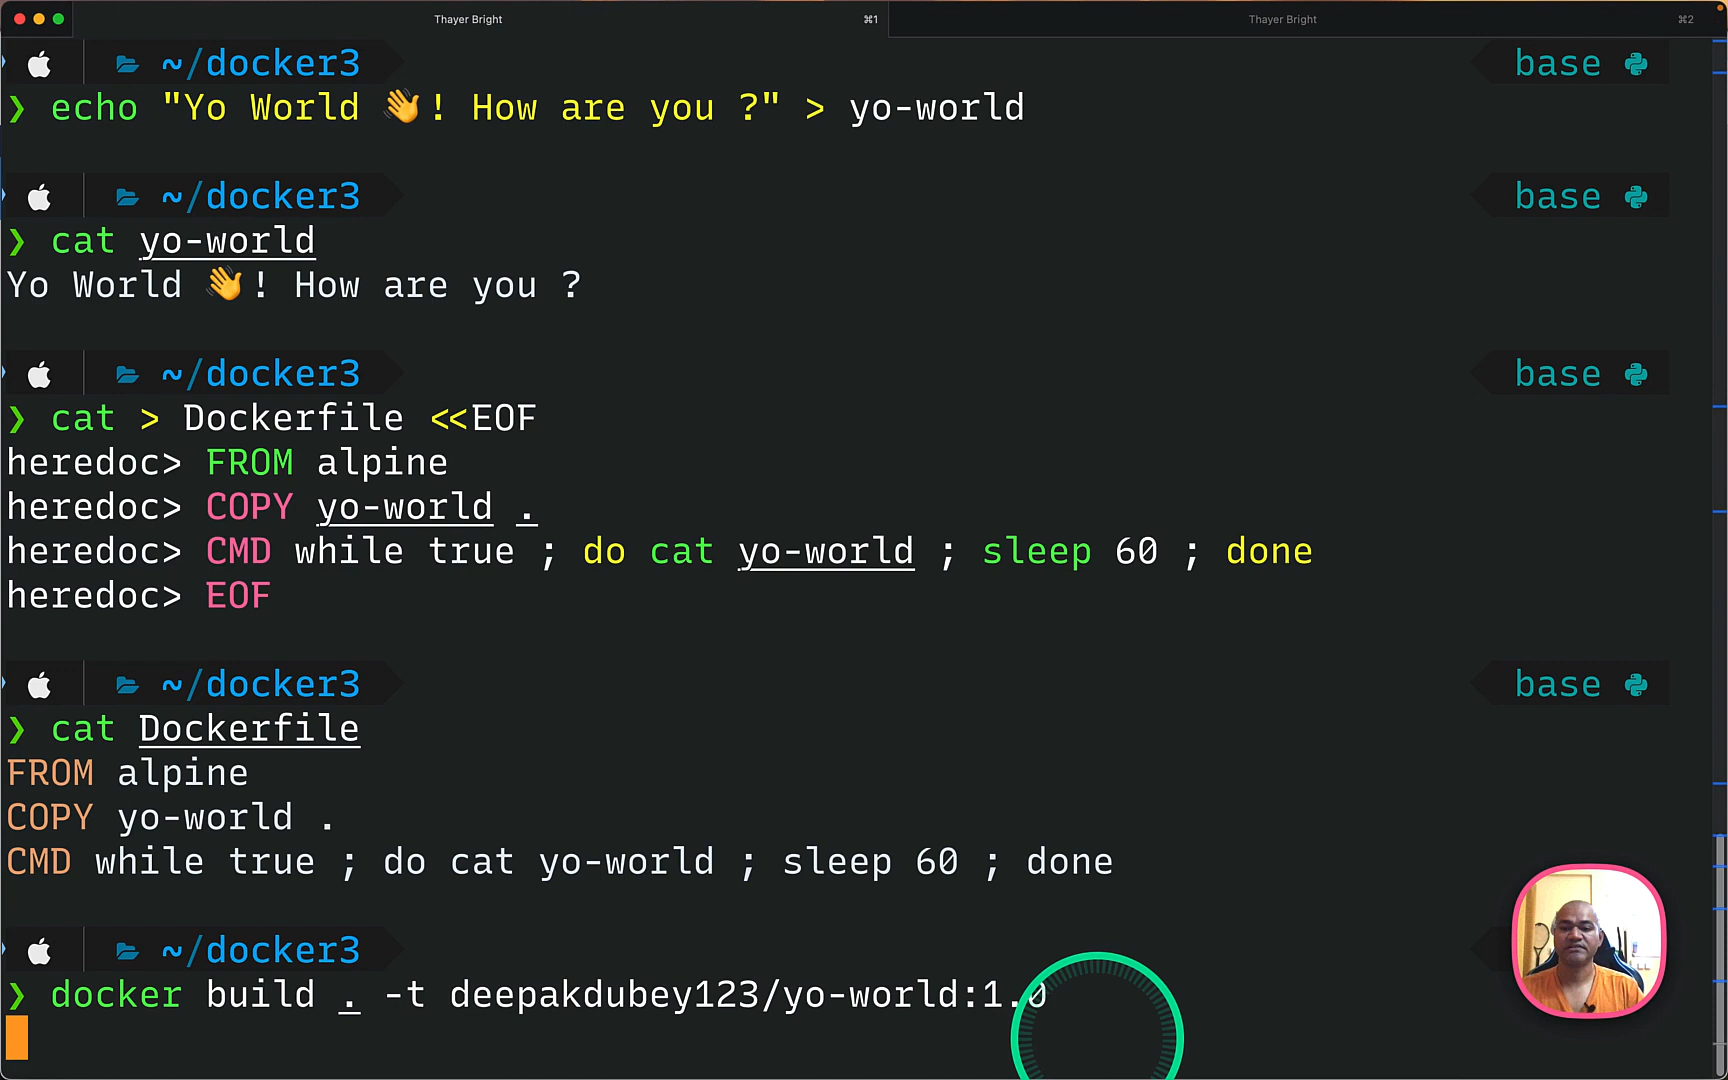 Thayer Bright ⌘1 Thayer Bright ⌘2
~/docker3 base
❯ echo "Yo World 👋! How are you ?" > yo-world
~/docker3 base
❯ cat yo-world
Yo World 👋! How are you ?
~/docker3 base
❯ cat > Dockerfile <<EOF
heredoc> FROM alpine
heredoc> COPY yo-world .
heredoc> CMD while true ; do cat yo-world ; sleep 60 ; done
heredoc> EOF
~/docker3 base
❯ cat Dockerfile
FROM alpine
COPY yo-world .
CMD while true ; do cat yo-world ; sleep 60 ; done
~/docker3
❯ docker build . -t deepakdubey123/yo-world:1.0